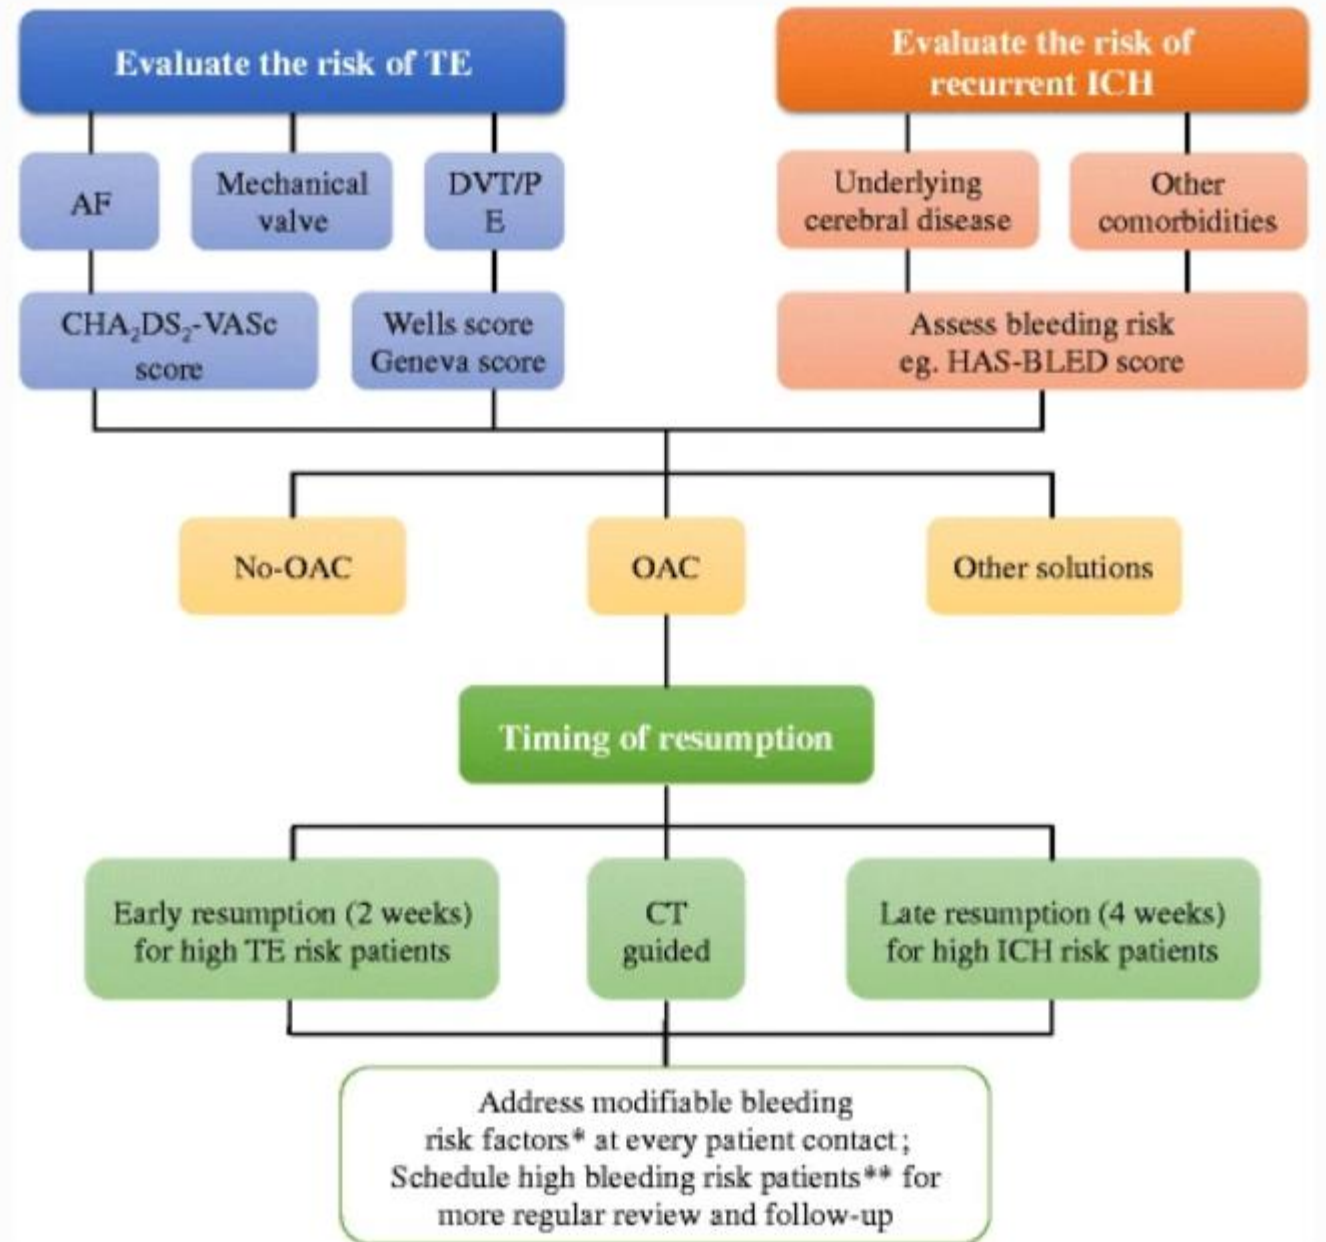 Evaluate the risk of TE
Evaluate the risk of
recurrent ICH
AF
Mechanical
valve
DVT/P
E
Underlying
cerebral disease
Other
comorbidities
CHA₂DS₂-VASc
score
Wells score
Geneva score
Assess bleeding risk
eg. HAS-BLED score
No-OAC
OAC
Other solutions
Timing of resumption
Early resumption (2 weeks)
for high TE risk patients
CT
guided
Late resumption (4 weeks)
for high ICH risk patients
Address modifiable bleeding
risk factors* at every patient contact;
Schedule high bleeding risk patients** for
more regular review and follow-up